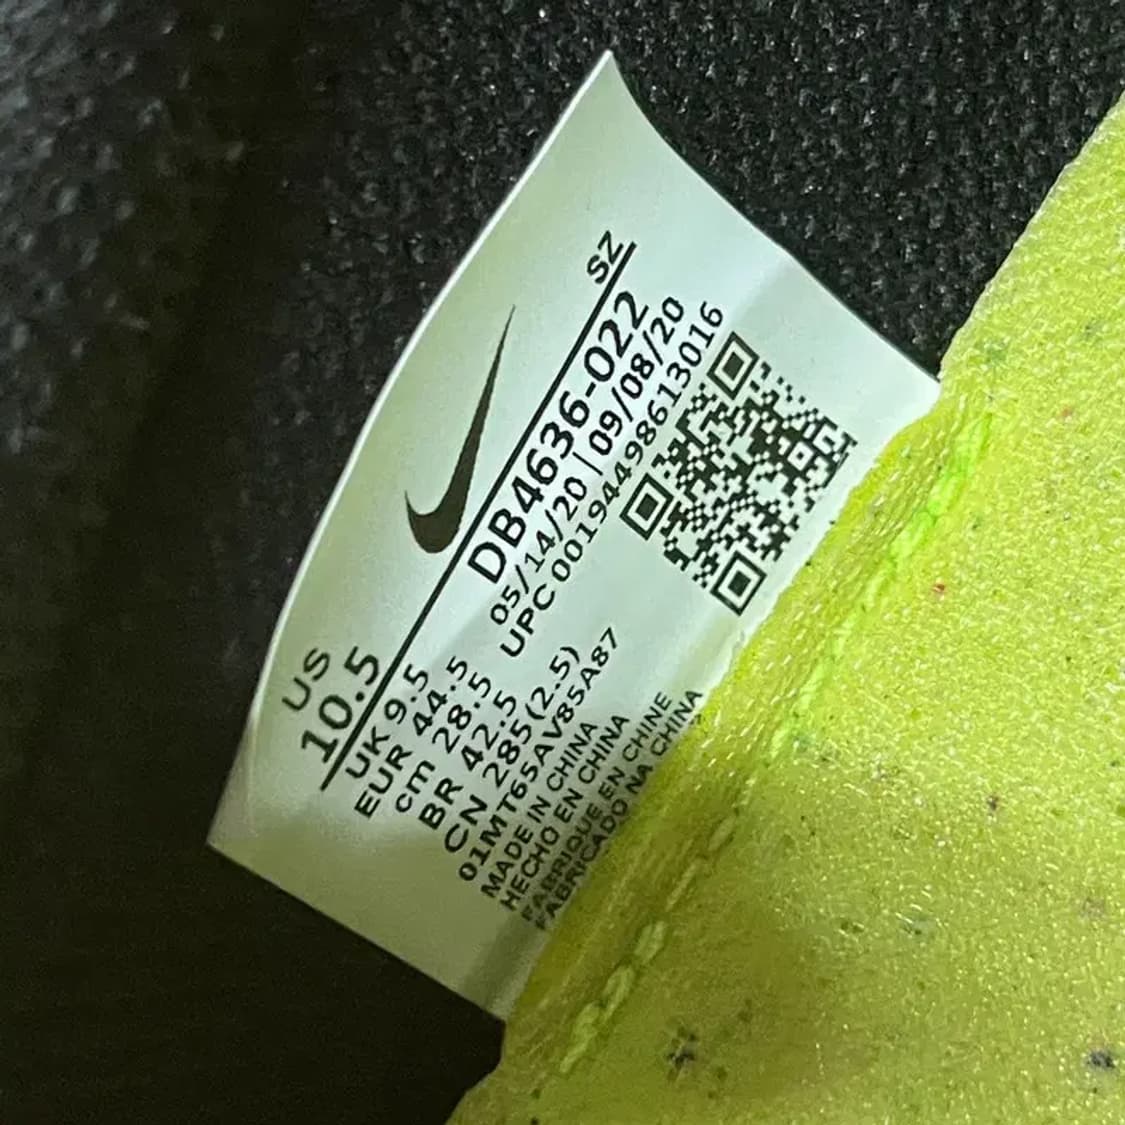 US
10.5
SZ
UK 9.5
EUR 44.5
cm 28.5
BR 42.5
CN 285(2.5)
DB4636-022
05/14/20 | 09/08/20
UPC 00194498613016
01MT65AV85A87
MADE IN CHINA
HECHO EN CHINA
FABRIQUE EN CHINE
FABRICADO NA CHINA